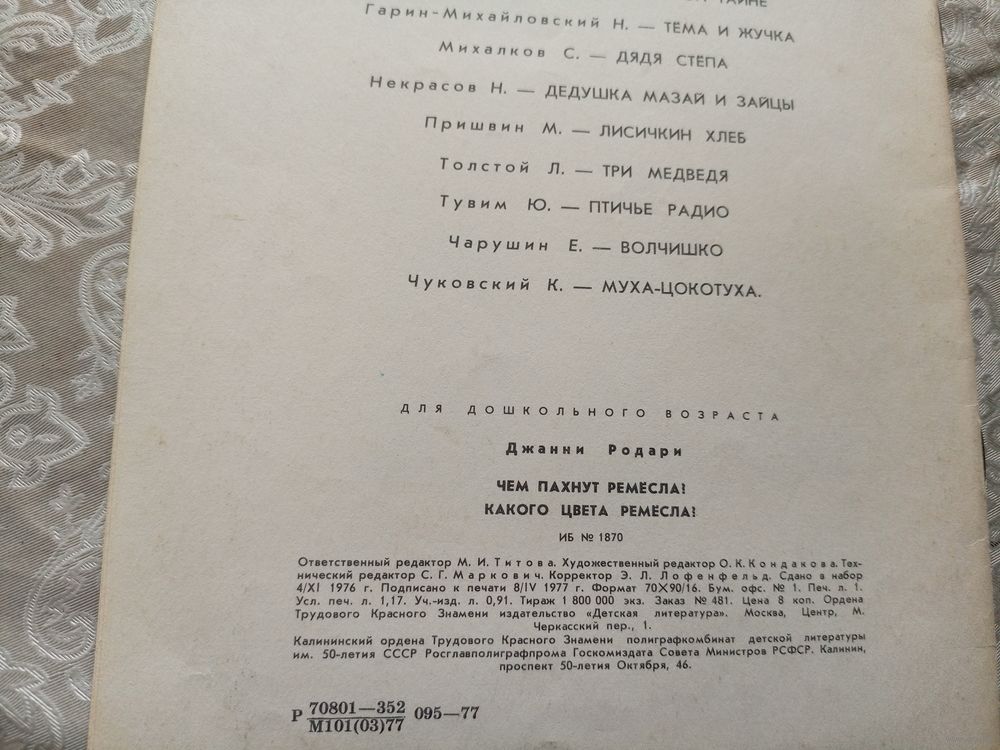 ТАЙНЕ
Гарин-Михайловский Н. — ТЁМА И ЖУЧКА
Михалков С. — ДЯДЯ СТЁПА
Некрасов Н. — ДЕДУШКА МАЗАЙ И ЗАЙЦЫ
Пришвин М. — ЛИСИЧКИН ХЛЕБ
Толстой Л. — ТРИ МЕДВЕДЯ
Тувим Ю. — ПТИЧЬЕ РАДИО
Чарушин Е. — ВОЛЧИШКО
Чуковский К. — МУХА-ЦОКОТУХА.
ДЛЯ ДОШКОЛЬНОГО ВОЗРАСТА
Джанни Родари
ЧЕМ ПАХНУТ РЕМЁСЛА?
КАКОГО ЦВЕТА РЕМЁСЛА?
ИБ № 1870
Ответственный редактор М. И. Титова. Художественный редактор О. К. Кондакова. Тех-
нический редактор С. Г. Маркович. Корректор Э. Л. Лофенфельд. Сдано в набор
4/XI 1976 г. Подписано к печати 8/IV 1977 г. Формат 70X90/16. Бум. офс. № 1. Печ. л. 1.
Усл. печ. л. 1,17. Уч.-изд. л. 0,91. Тираж 1 800 000 экз. Заказ № 481. Цена 8 коп. Ордена
Трудового Красного Знамени издательство «Детская литература». Москва, Центр, М.
Черкасский пер., 1.
Калининский ордена Трудового Красного Знамени полиграфкомбинат детской литературы
им. 50-летия СССР Росглавполиграфпрома Госкомиздата Совета Министров РСФСР. Калинин,
проспект 50-летия Октября, 46.
Р 70801—352 095—77
М101(03)77